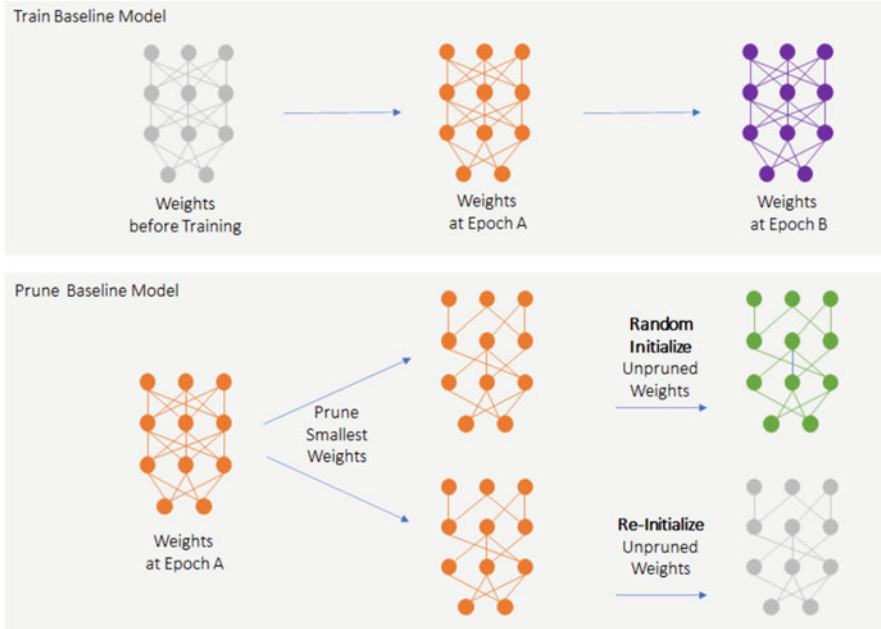 Train Baseline Model
Weights
before Training
Weights
at Epoch A
Weights
at Epoch B
Prune Baseline Model
Weights
at Epoch A
Prune
Smallest
Weights
Random
Initialize
Unpruned
Weights
Re-Initialize
Unpruned
Weights